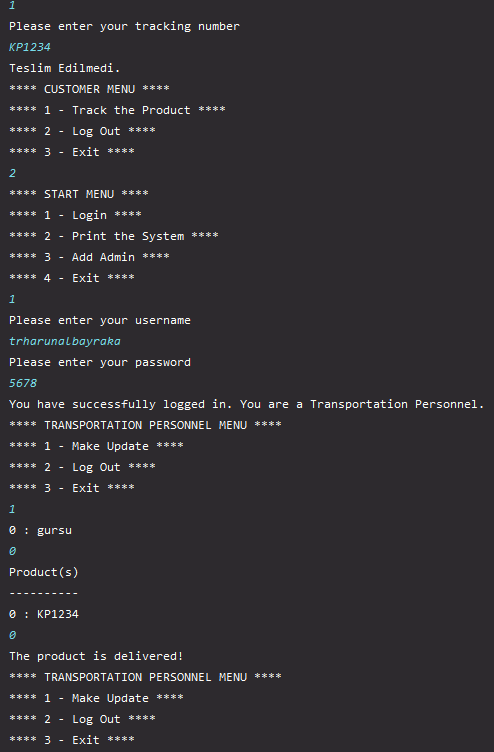 1
Please enter your tracking number
KP1234
Teslim Edilmedi.
**** CUSTOMER MENU ****
**** 1 - Track the Product ****
**** 2 - Log Out ****
**** 3 - Exit ****
2
**** START MENU ****
**** 1 - Login ****
**** 2 - Print the System ****
**** 3 - Add Admin ****
**** 4 - Exit ****
1
Please enter your username
trharunalbayraka
Please enter your password
5678
You have successfully logged in. You are a Transportation Personnel.
**** TRANSPORTATION PERSONNEL MENU ****
**** 1 - Make Update ****
**** 2 - Log Out ****
**** 3 - Exit ****
1
0 : gursu
0
Product(s)
----------
0 : KP1234
0
The product is delivered!
**** TRANSPORTATION PERSONNEL MENU ****
**** 1 - Make Update ****
**** 2 - Log Out ****
**** 3 - Exit ****